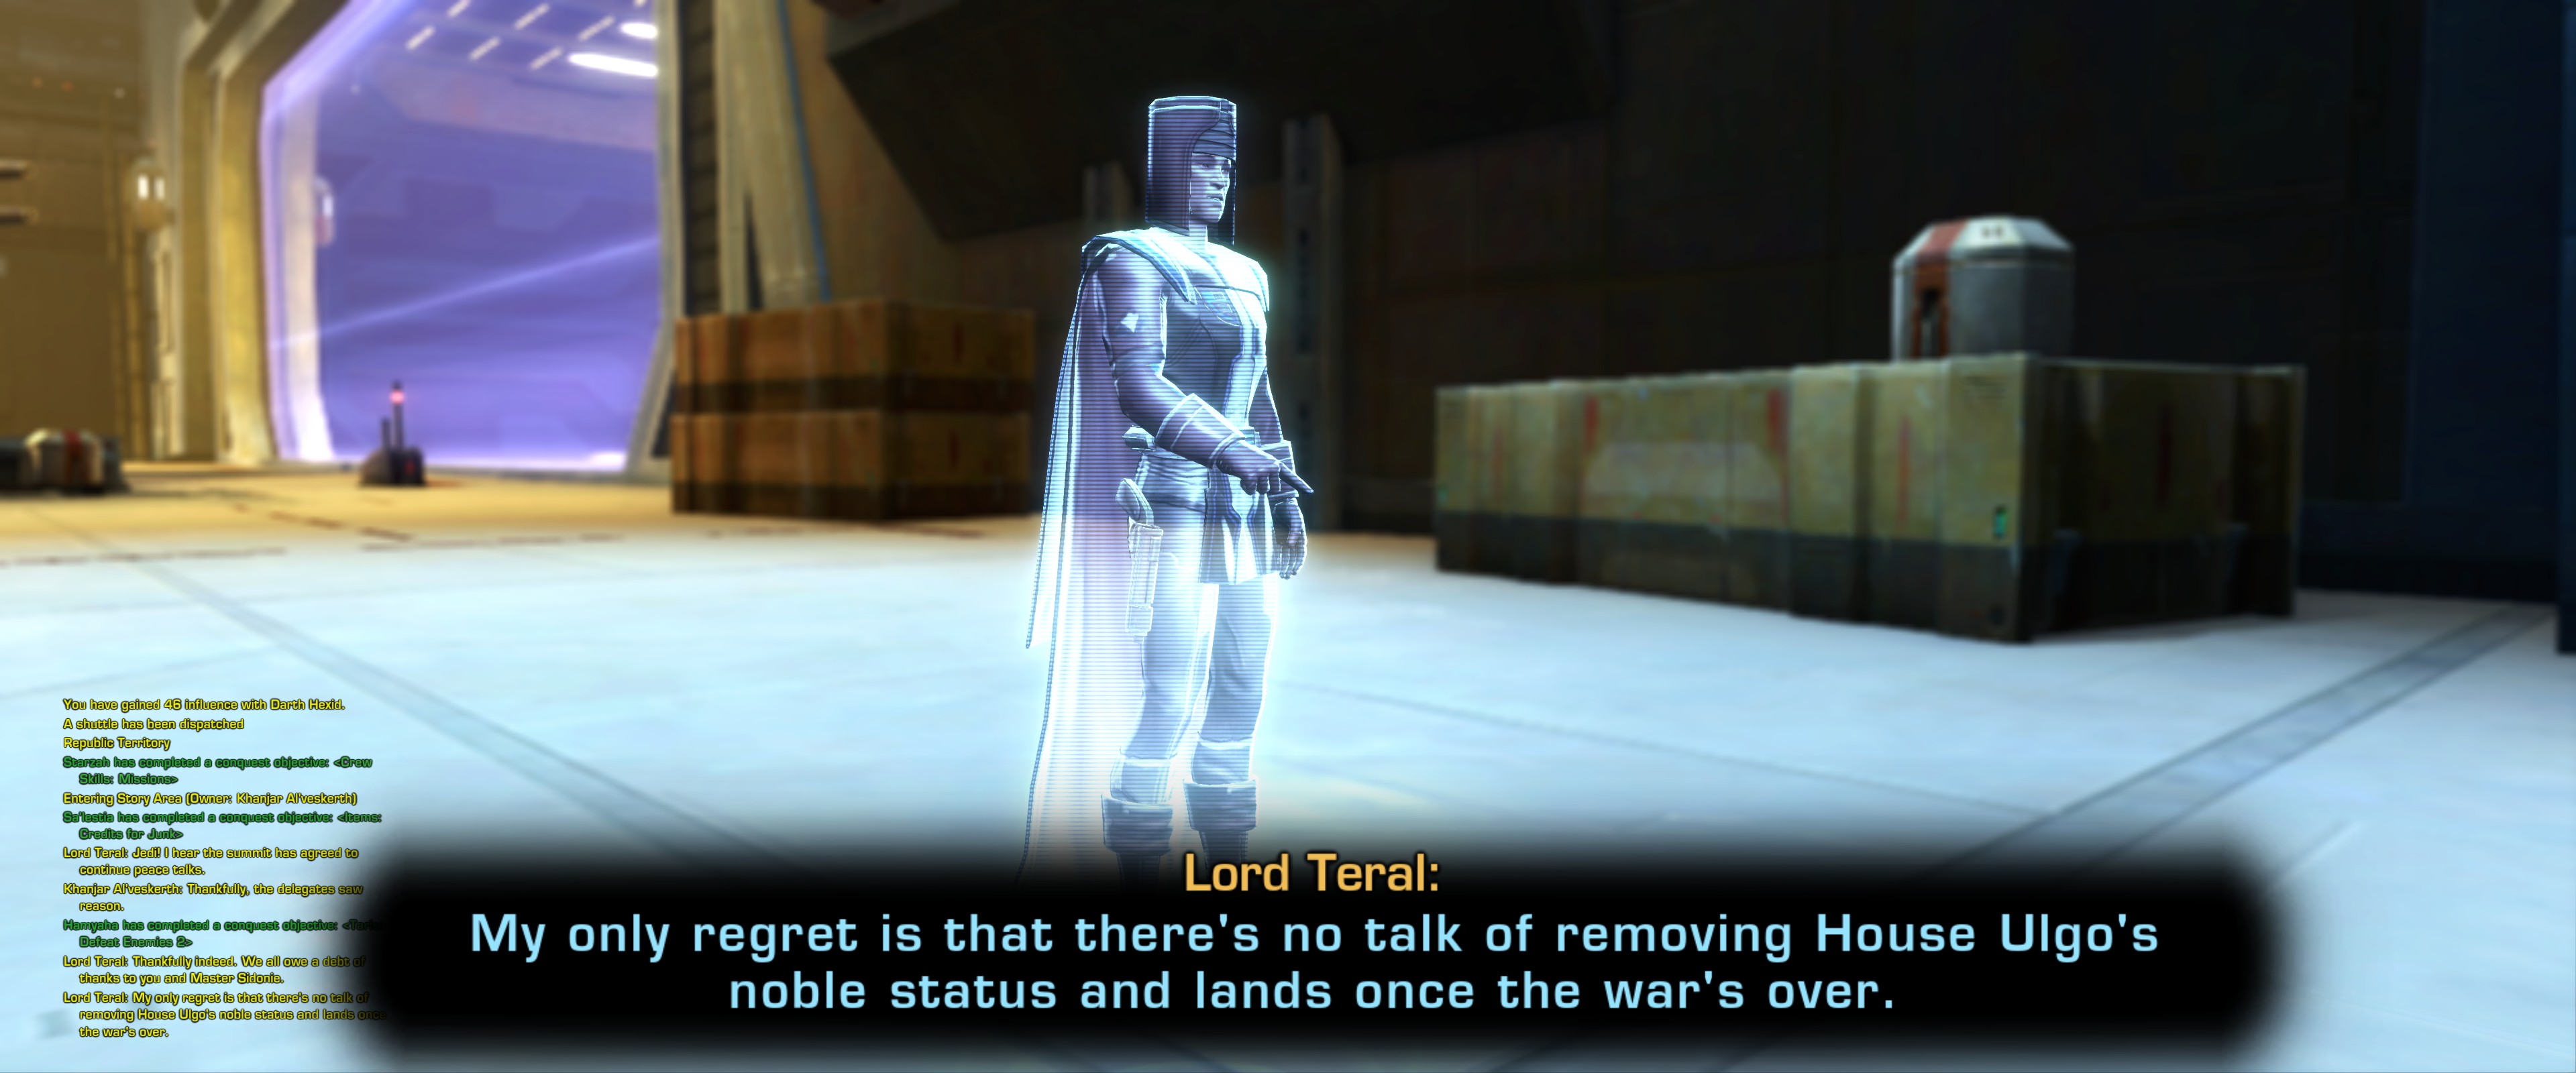 You have gained 46 influence with Darth Hexid.
A shuttle has been dispatched
Republic Territory
Starzah has completed a conquest objective: <Crew
Skills: Missions>
Entering Story Area (Owner: Khanjar Al'veskerth)
Sa'lestia has completed a conquest objective: <Items:
Credits for Junk>
Lord Teral: Jedi! I hear the summit has agreed to
continue peace talks.
Khanjar Al'veskerth: Thankfully, the delegates saw
reason.
Hamyaha has completed a conquest objective:
Defeat Enemies 2>
Lord Teral: Thankfully indeed. We all owe a debt of
thanks to you and Master Sidonie.
Lord Teral: My only regret is that there's no talk of
removing House Ulgo's noble status and lands once
the war's over.
Lord Teral:
My only regret is that there's no talk of removing House Ulgo's
noble status and lands once the war's over.